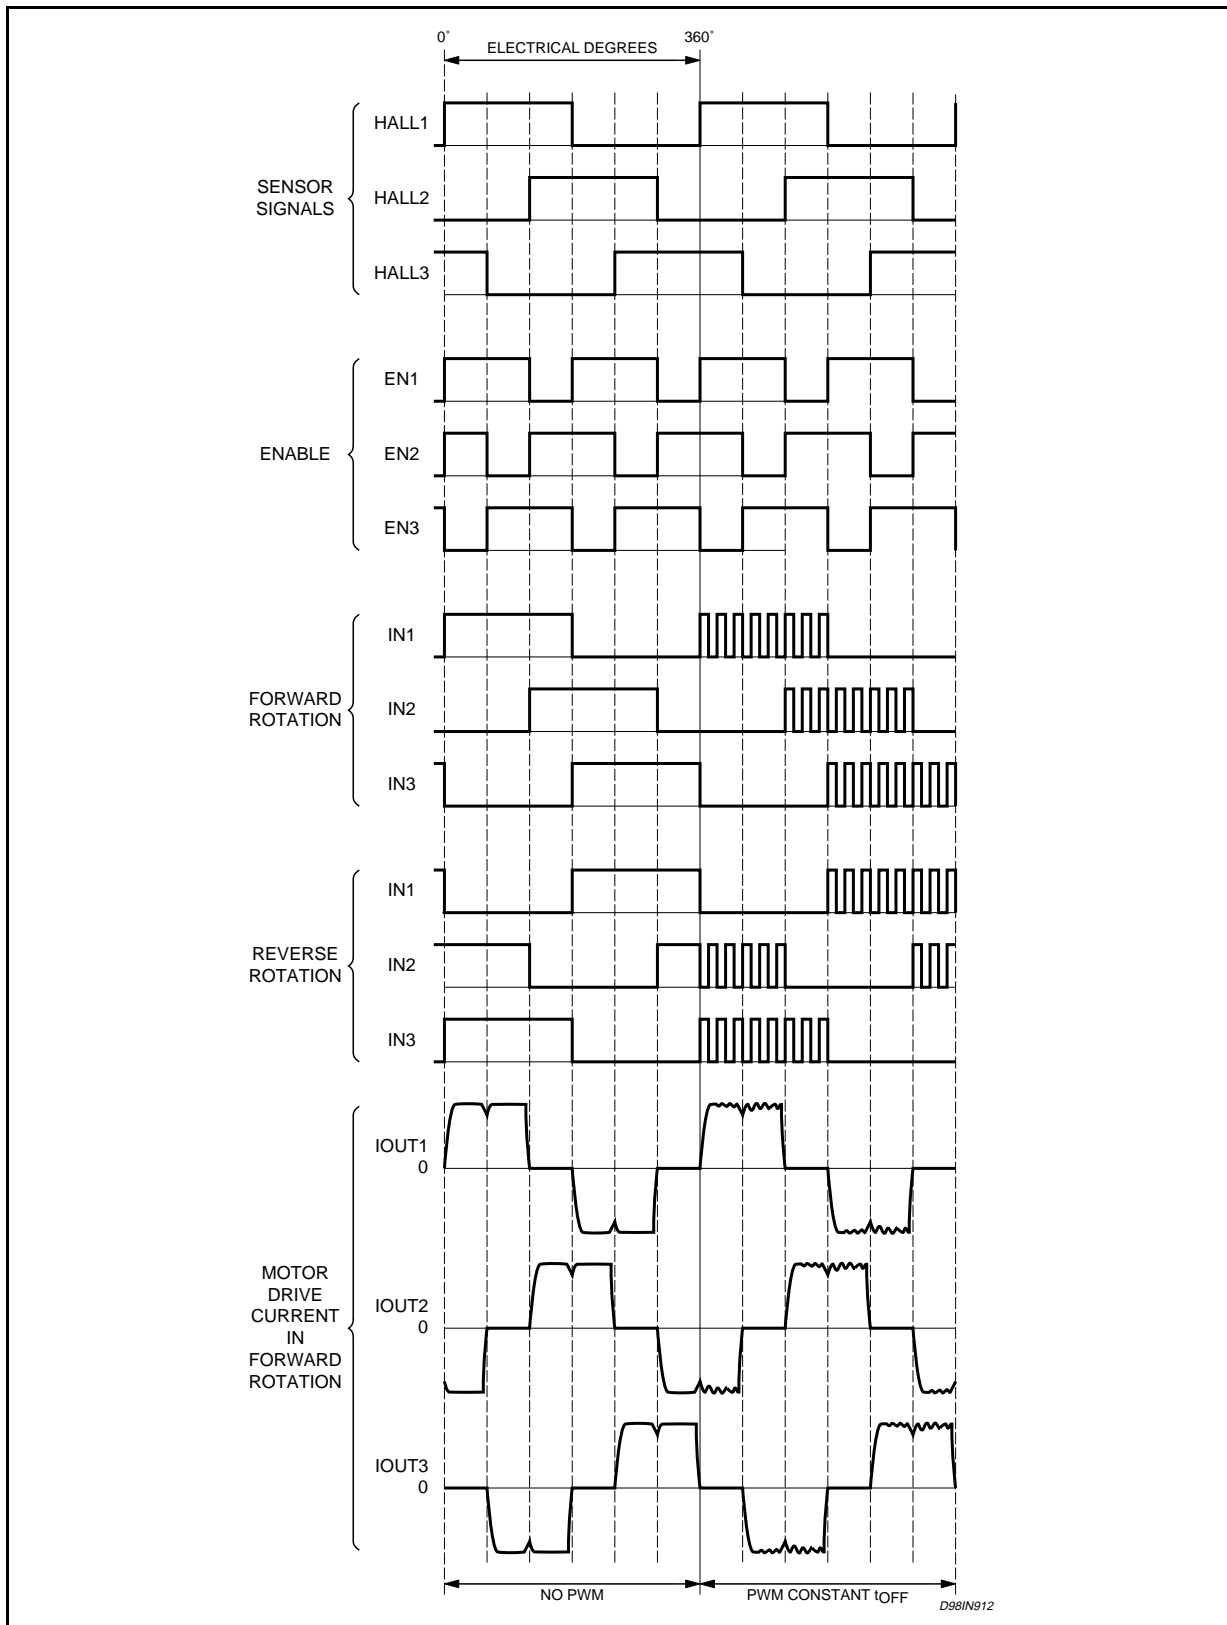 0˚
360˚
ELECTRICAL DEGREES
SENSOR
SIGNALS
HALL1
HALL2
HALL3
ENABLE
EN1
EN2
EN3
FORWARD
ROTATION
IN1
IN2
IN3
REVERSE
ROTATION
IN1
IN2
IN3
MOTOR
DRIVE
CURRENT
IN
FORWARD
ROTATION
IOUT1
0
IOUT2
0
IOUT3
0
NO PWM
PWM CONSTANT tOFF
D98IN912